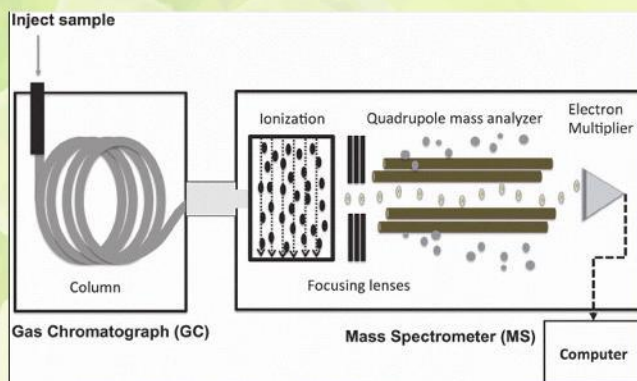 Inject sample
Ionization
Quadrupole mass analyzer
Electron
Multiplier
Column
Focusing lenses
Gas Chromatograph (GC)
Mass Spectrometer (MS)
Computer